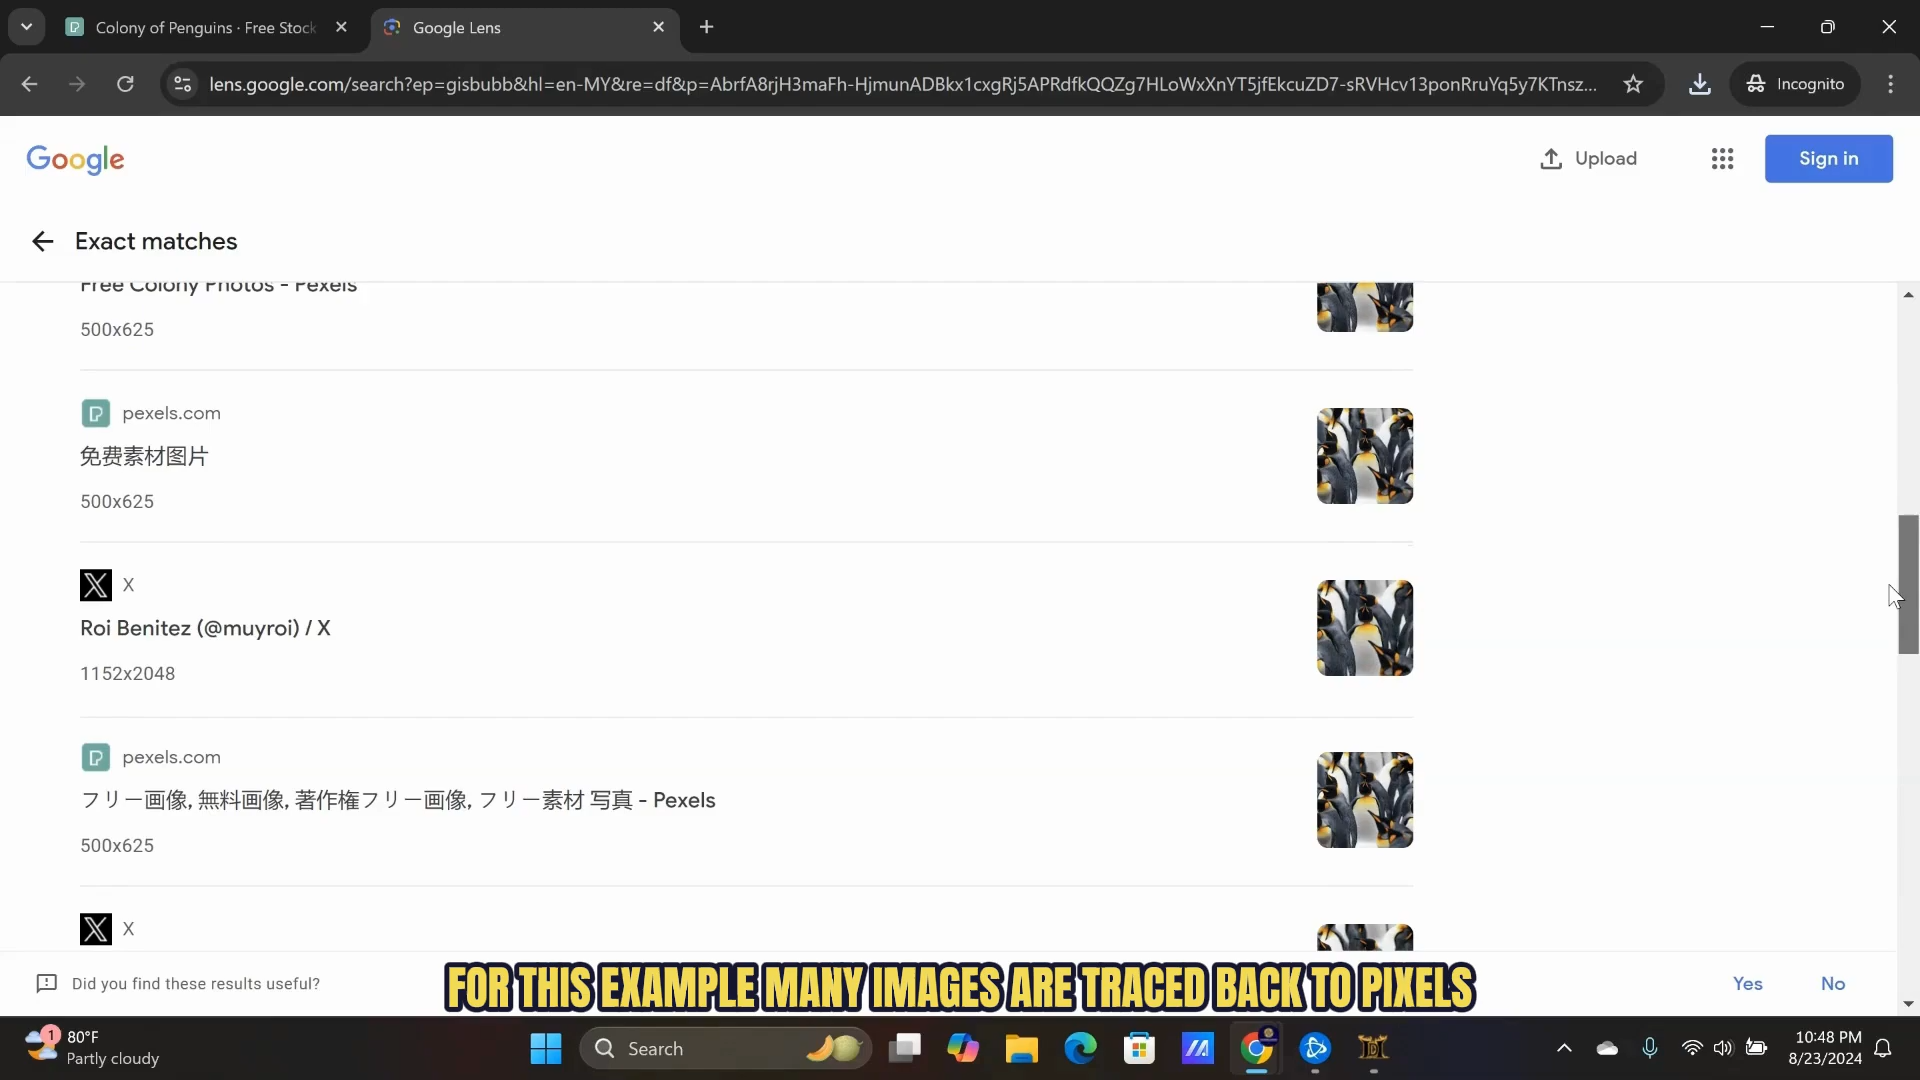 Colony of Penguins · Free Stock
Google Lens
lens.google.com/search?ep=gisbubb&hl=en-MY&re=df&p=AbrfA8rjH3maFh-HjmunADBkx1cxgRj5APRdfkQQZg7HLoWxXnYT5jfEkcuZD7-sRVHcv13ponRruYq5y7KTnsz...
Incognito
Google
Upload
Sign in
Exact matches
Free Colony Photos - Pexels
500x625
pexels.com
免费素材图片
500x625
X
Roi Benitez (@muyroi) / X
1152x2048
pexels.com
フリー画像, 無料画像, 著作権フリー画像, フリー素材 写真 - Pexels
500x625
X
Did you find these results useful?
Yes
No
FOR THIS EXAMPLE MANY IMAGES ARE TRACED BACK TO PIXELS
1
80°F
Partly cloudy
Search
10:48 PM
8/23/2024